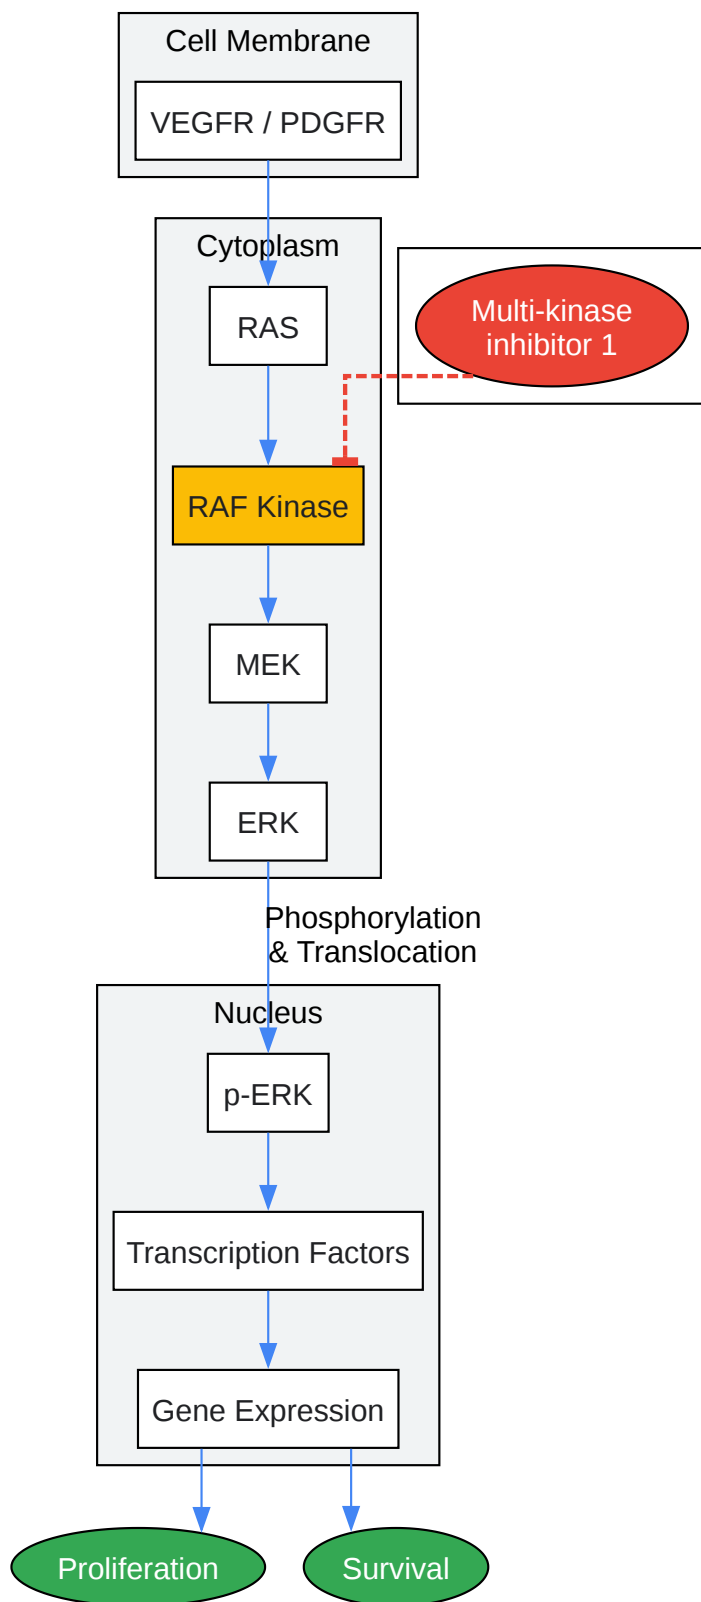 Cell Membrane
VEGFR / PDGFR
Cytoplasm
RAS
Multi-kinase
inhibitor 1
RAF Kinase
MEK
ERK
Phosphorylation
& Translocation
Nucleus
p-ERK
Transcription Factors
Gene Expression
Proliferation
Survival